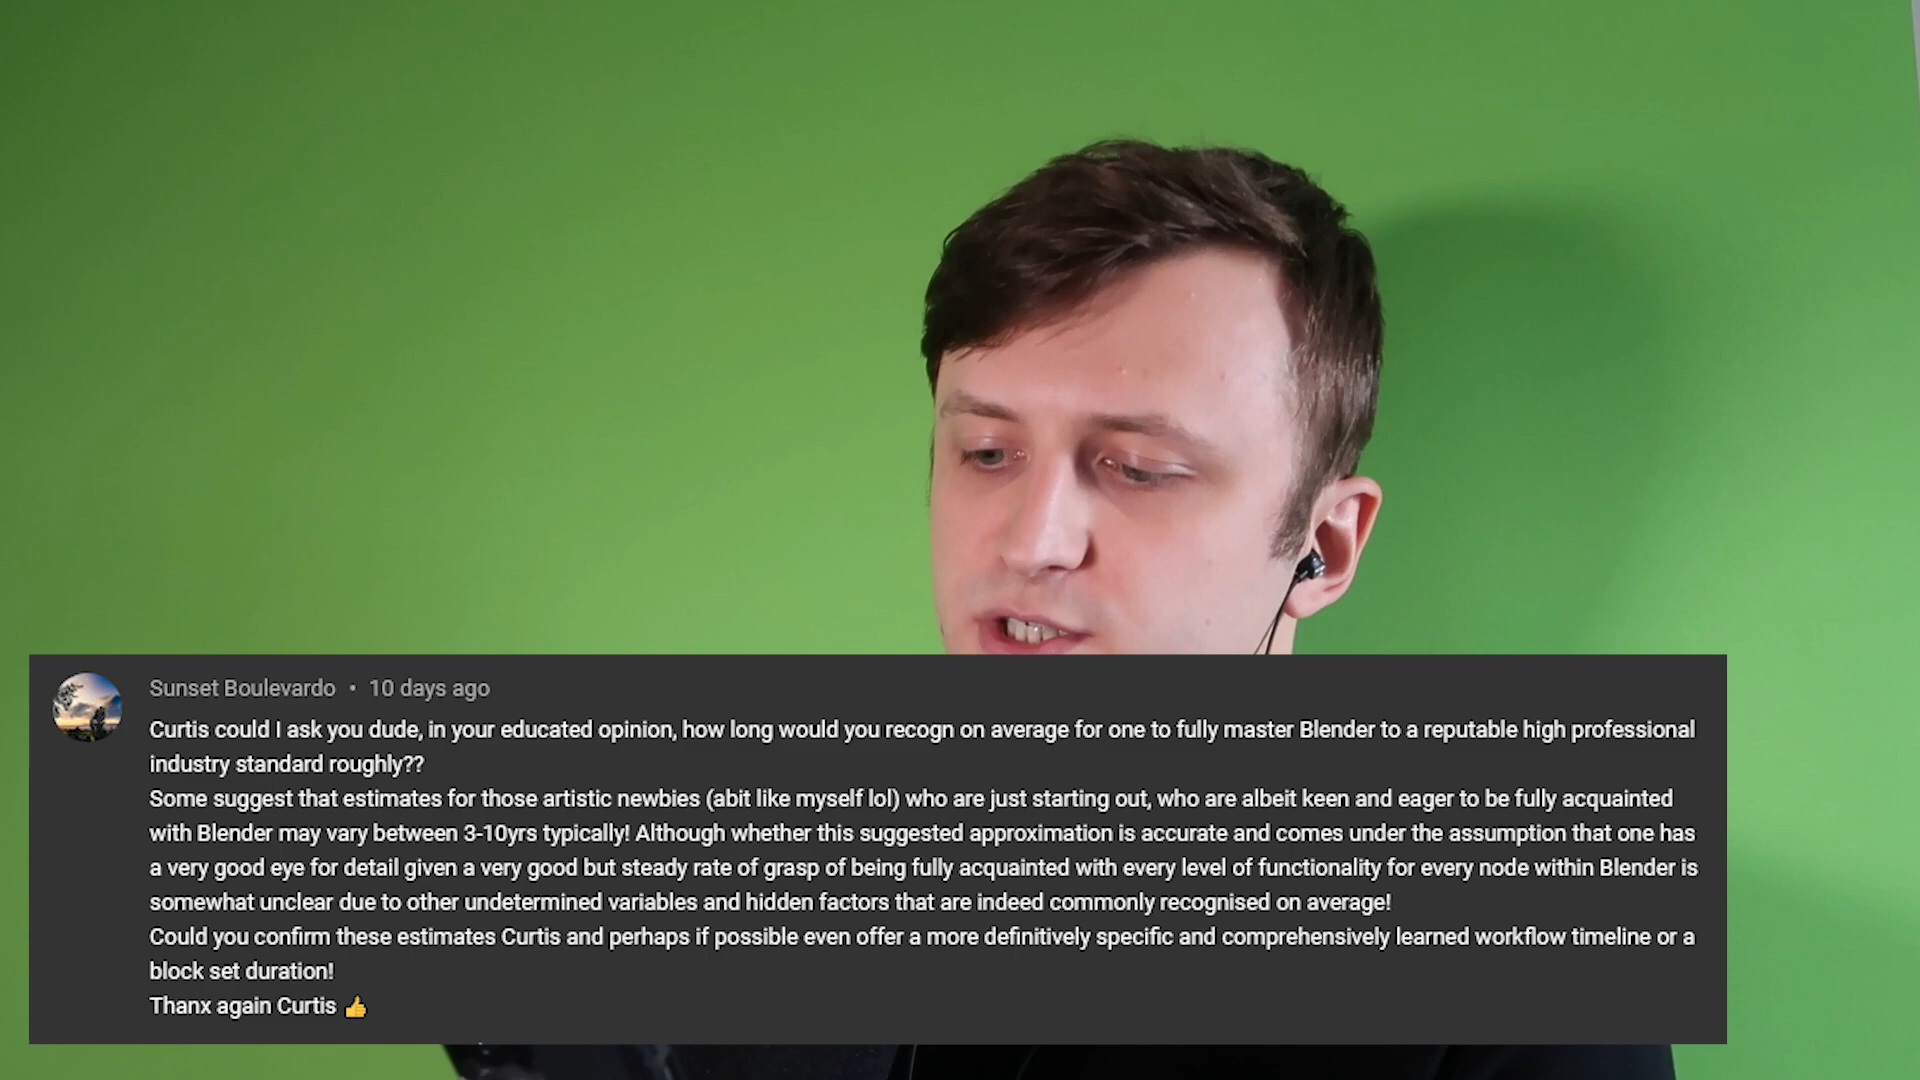 Sunset Boulevardo • 10 days ago
Curtis could I ask you dude, in your educated opinion, how long would you recogn on average for one to fully master Blender to a reputable high professional
industry standard roughly??
Some suggest that estimates for those artistic newbies (abit like myself lol) who are just starting out, who are albeit keen and eager to be fully acquainted
with Blender may vary between 3-10yrs typically! Although whether this suggested approximation is accurate and comes under the assumption that one has
a very good eye for detail given a very good but steady rate of grasp of being fully acquainted with every level of functionality for every node within Blender is
somewhat unclear due to other undetermined variables and hidden factors that are indeed commonly recognised on average!
Could you confirm these estimates Curtis and perhaps if possible even offer a more definitively specific and comprehensively learned workflow timeline or a
block set duration!
Thanx again Curtis 👍